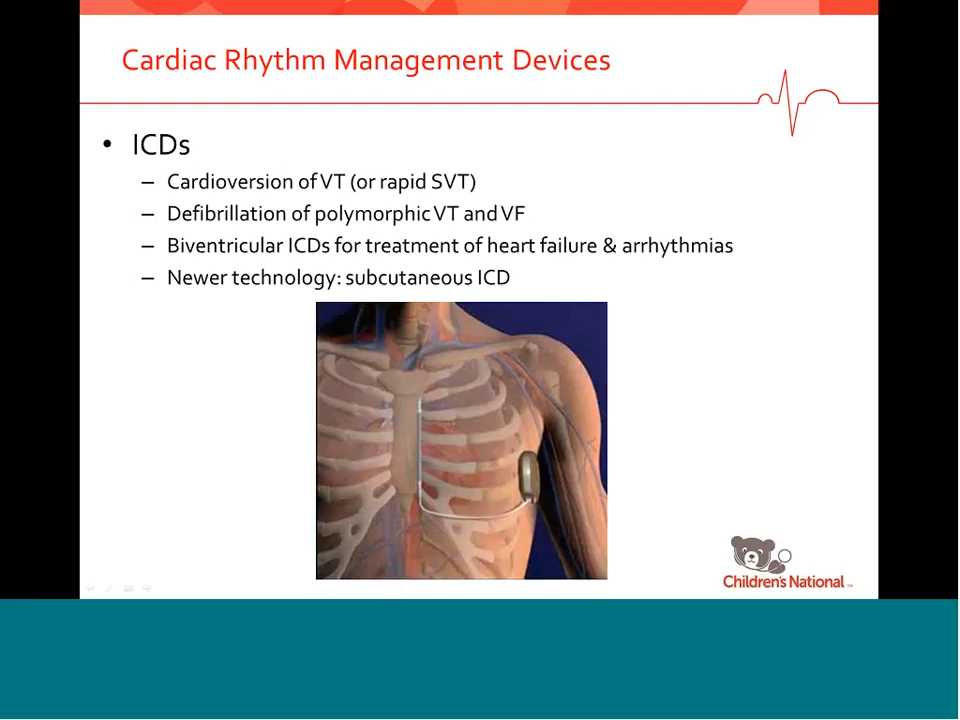 Cardiac Rhythm Management Devices
• ICDs
– Cardioversion of VT (or rapid SVT)
– Defibrillation of polymorphic VT and VF
– Biventricular ICDs for treatment of heart failure & arrhythmias
– Newer technology: subcutaneous ICD
Children's National ™